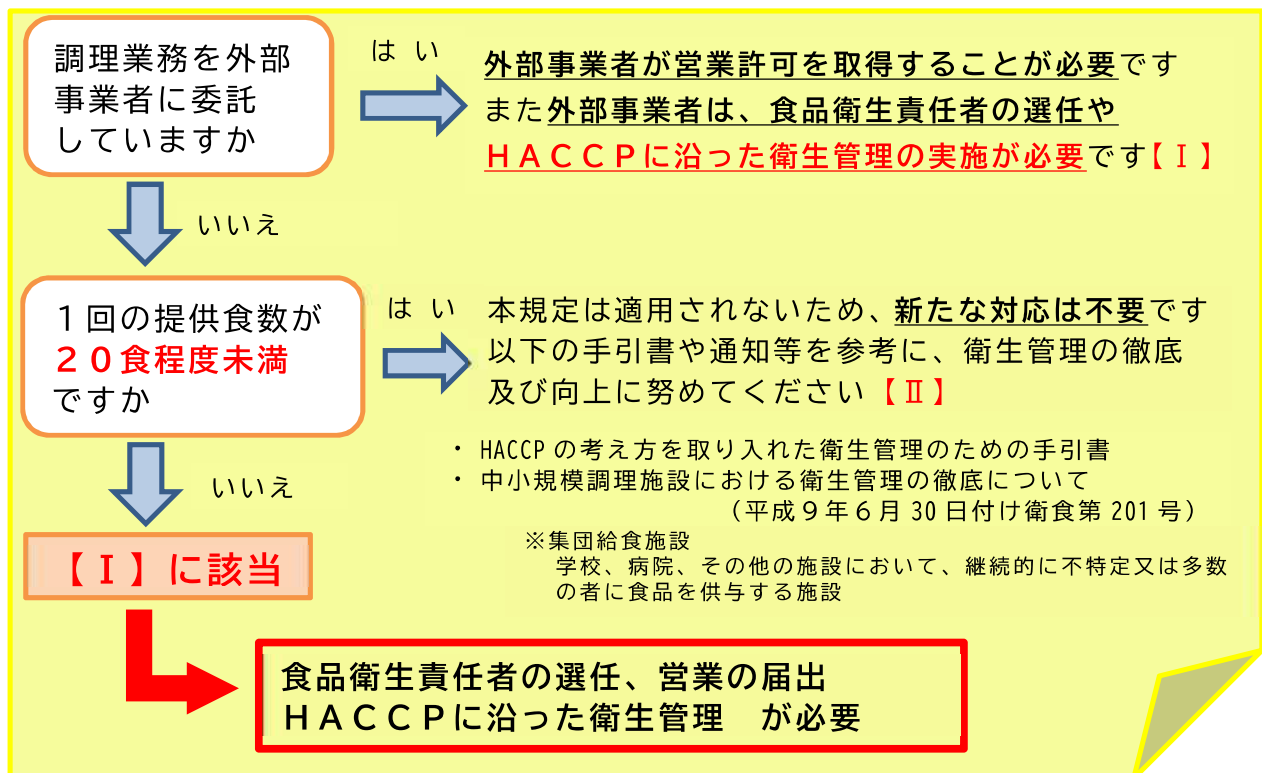 調理業務を外部
事業者に委託
していますか
は い
外部事業者が営業許可を取得することが必要です
また外部事業者は、食品衛生責任者の選任や
ＨＡＣＣＰに沿った衛生管理の実施が必要です【Ⅰ】
いいえ
１回の提供食数が
２０食程度未満
ですか
は い
本規定は適用されないため、新たな対応は不要です
以下の手引書や通知等を参考に、衛生管理の徹底
及び向上に努めてください【Ⅱ】
・ HACCP の考え方を取り入れた衛生管理のための手引書
・ 中小規模調理施設における衛生管理の徹底について
（平成９年６月 30 日付け衛食第 201 号）
※集団給食施設
学校、病院、その他の施設において、継続的に不特定又は多数
の者に食品を供与する施設
いいえ
【Ⅰ】に該当
食品衛生責任者の選任、営業の届出
ＨＡＣＣＰに沿った衛生管理　が必要